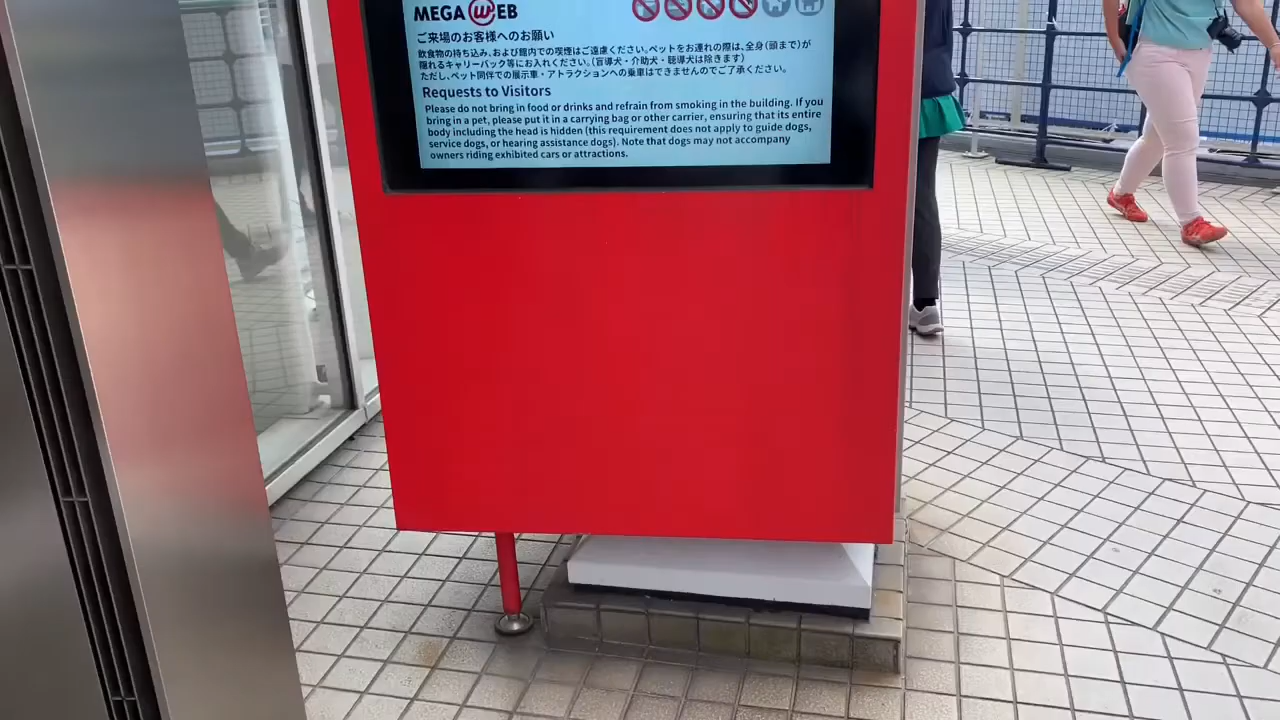 MEGA WEB
ご来場のお客様へのお願い
飲食物の持ち込み、および館内での喫煙はご遠慮ください。ペットをお連れの際は、全身（頭まで）が
隠れるキャリーバック等にお入れください。（盲導犬・介助犬・聴導犬は除きます）
ただし、ペット同伴での展示車・アトラクションへの乗車はできませんのでご了承ください。
Requests to Visitors
Please do not bring in food or drinks and refrain from smoking in the building. If you
bring in a pet, please put it in a carrying bag or other carrier, ensuring that its entire
body including the head is hidden (this requirement does not apply to guide dogs,
service dogs, or hearing assistance dogs). Note that dogs may not accompany
owners riding exhibited cars or attractions.